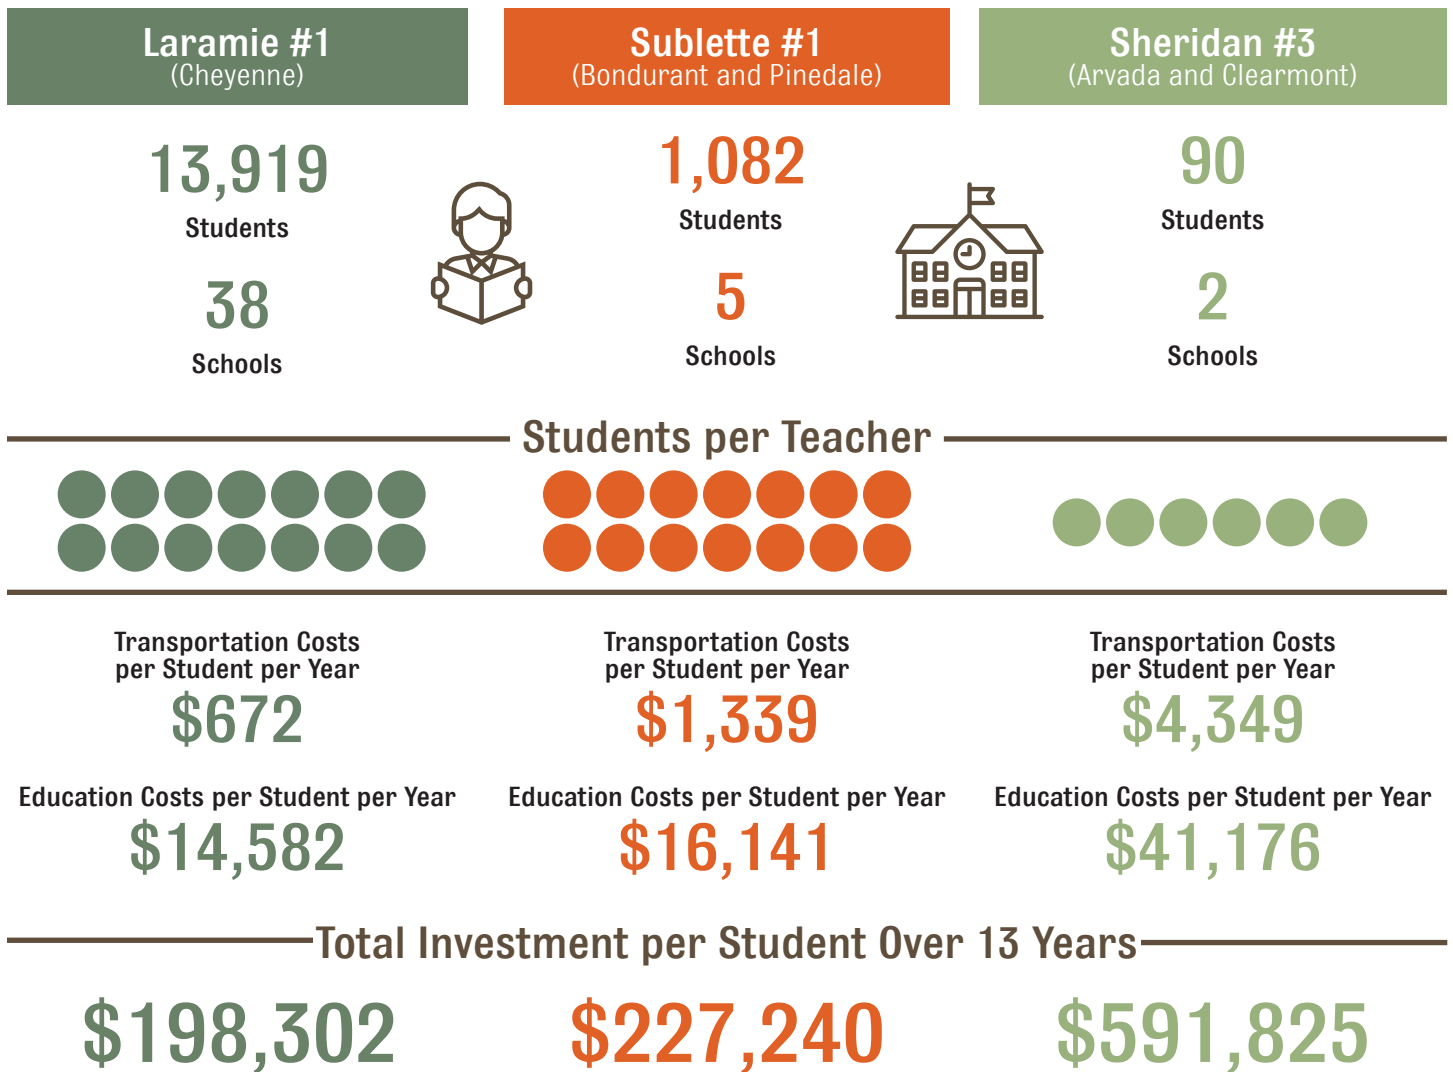 Laramie #1
(Cheyenne)
13,919
Students
38
Schools
Sublette #1
(Bondurant and Pinedale)
1,082
Students
5
Schools
Sheridan #3
(Arvada and Clearmont)
90
Students
2
Schools
Students per Teacher
Transportation Costs
per Student per Year
$672
Education Costs per Student per Year
$14,582
Transportation Costs
per Student per Year
$1,339
Education Costs per Student per Year
$16,141
Transportation Costs
per Student per Year
$4,349
Education Costs per Student per Year
$41,176
Total Investment per Student Over 13 Years
$198,302
$227,240
$591,825